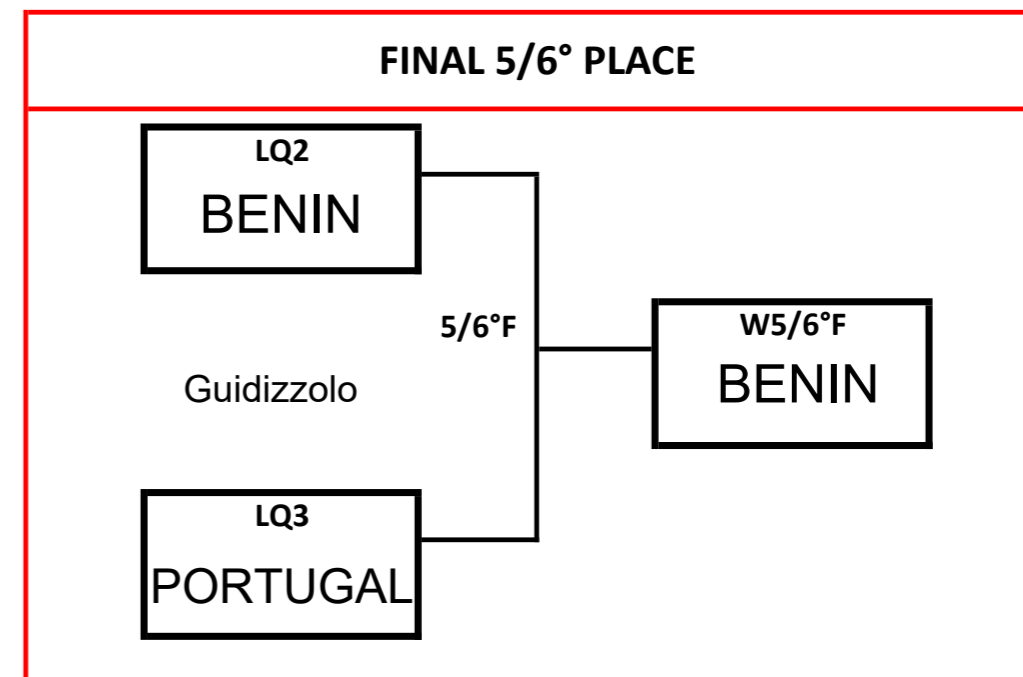 FINAL 5/6° PLACE
LQ2
BENIN
5/6°F
W5/6°F
BENIN
Guidizzolo
LQ3
PORTUGAL